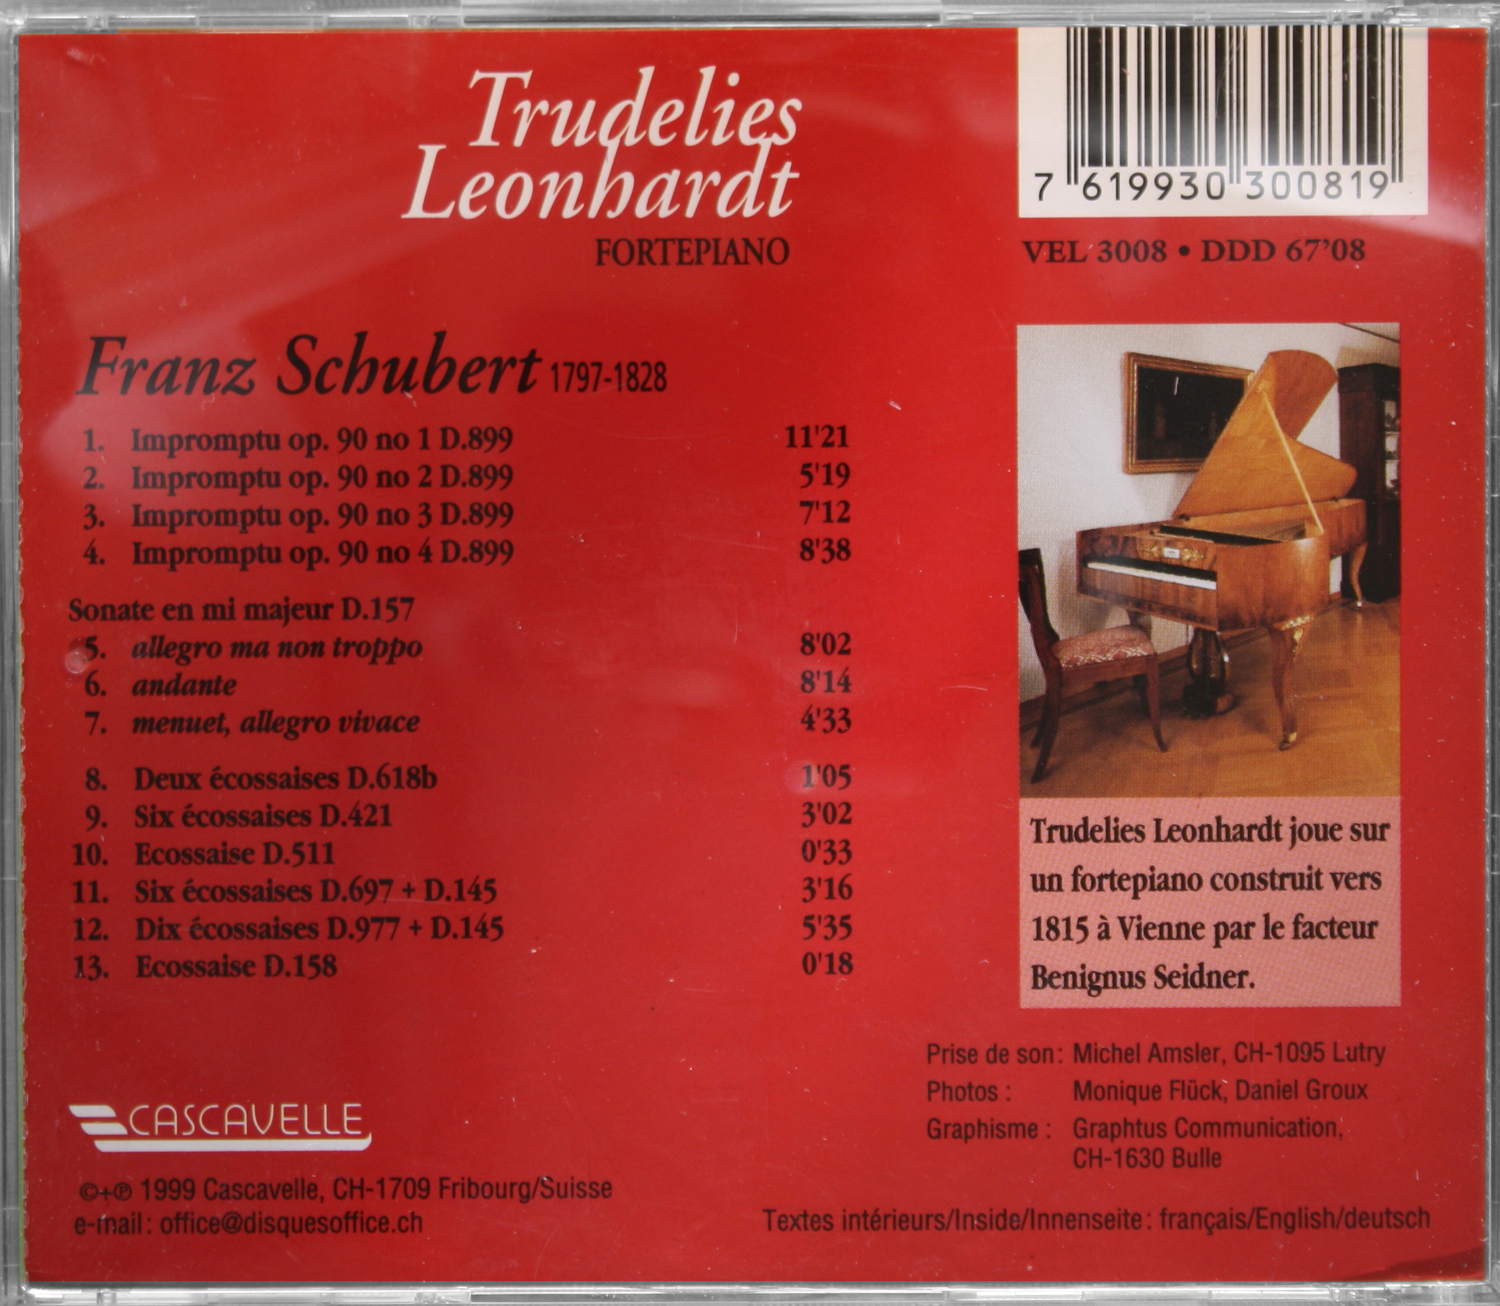 Trudelies
Leonhardt
FORTEPIANO
7 619930 300819
VEL 3008 • DDD 67'08
Franz Schubert 1797-1828
1. Impromptu op. 90 no 1 D.899 11'21
2. Impromptu op. 90 no 2 D.899 5'19
3. Impromptu op. 90 no 3 D.899 7'12
4. Impromptu op. 90 no 4 D.899 8'38
Sonate en mi majeur D.157
5. allegro ma non troppo 8'02
6. andante 8'14
7. menuet, allegro vivace 4'33
8. Deux écossaises D.618b 1'05
9. Six écossaises D.421 3'02
10. Ecossaise D.511 0'33
11. Six écossaises D.697 + D.145 3'16
12. Dix écossaises D.977 + D.145 5'35
13. Ecossaise D.158 0'18
Trudelies Leonhardt joue sur
un fortepiano construit vers
1815 à Vienne par le facteur
Benignus Seidner.
Prise de son : Michel Amsler, CH-1095 Lutry
Photos : Monique Flück, Daniel Groux
Graphisme : Graphtus Communication,
CH-1630 Bulle
CASCAVELLE
©+℗ 1999 Cascavelle, CH-1709 Fribourg/Suisse
e-mail : office@disquesoffice.ch
Textes intérieurs/Inside/Innenseite : français/English/deutsch